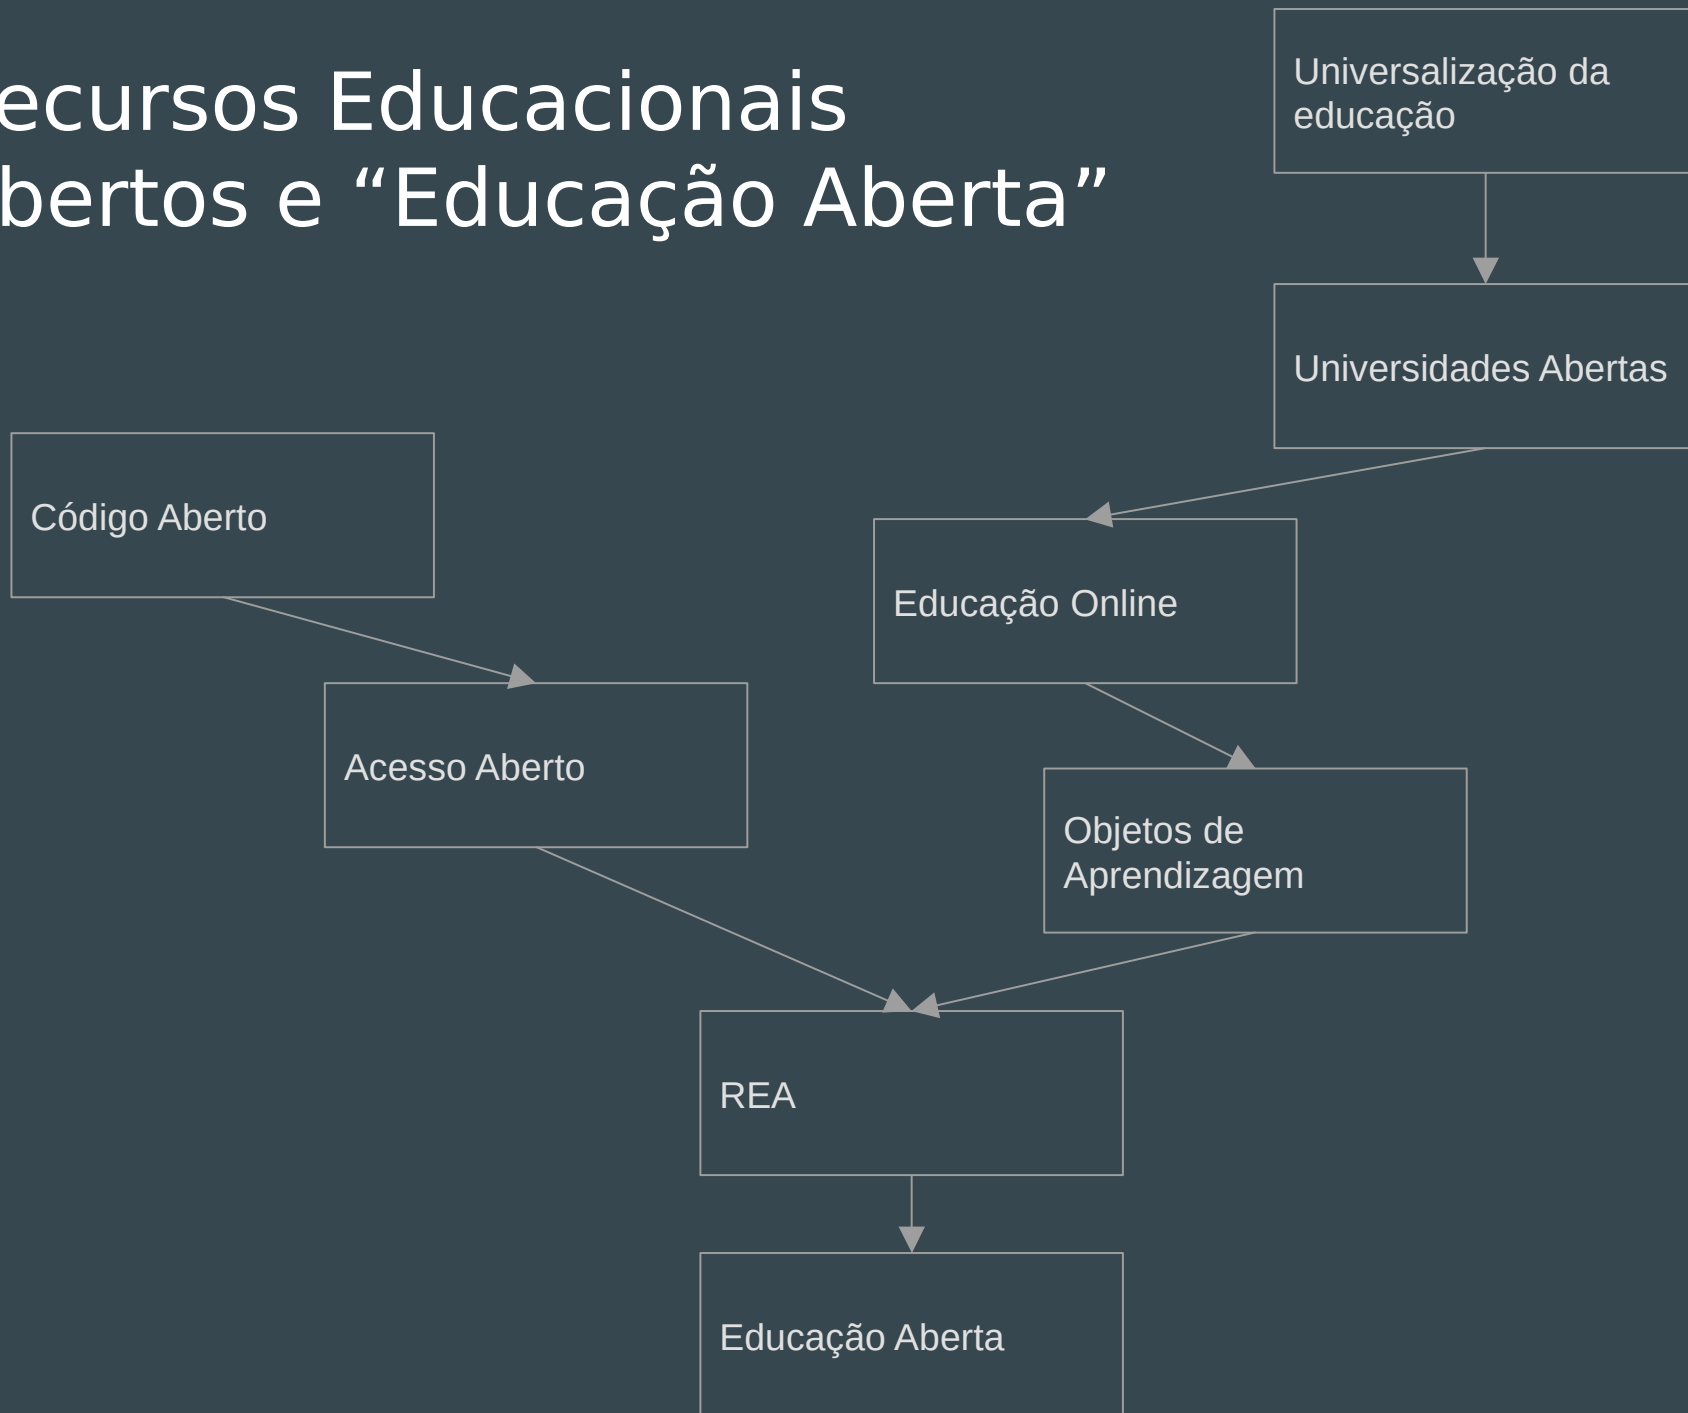 ecursos Educacionais
bertos e “Educação Aberta”
Universalização da
educação
Universidades Abertas
Código Aberto
Educação Online
Acesso Aberto
Objetos de
Aprendizagem
REA
Educação Aberta